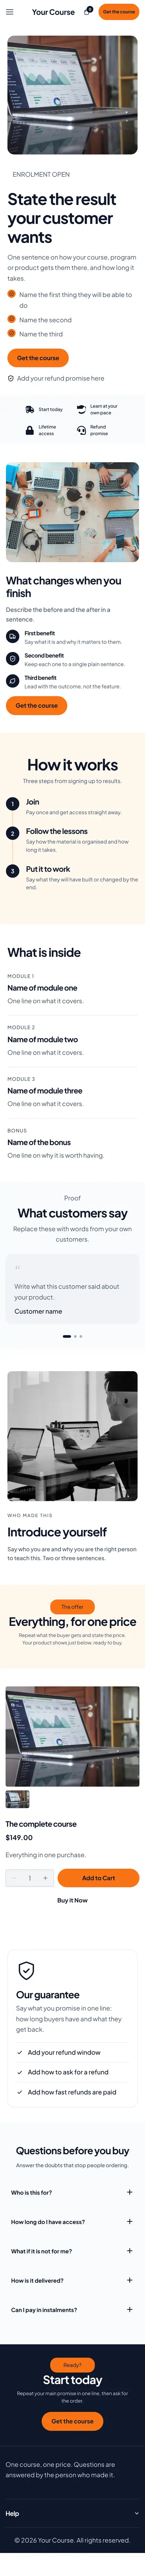 Your Course
0
Get the course
ENROLMENT OPEN
State the result
your customer
wants
One sentence on how your course, program
or product gets them there, and how long it
takes.
Name the first thing they will be able to
do
Name the second
Name the third
Get the course
Add your refund promise here
Start today
Learn at your
own pace
Lifetime
access
Refund
promise
What changes when you
finish
Describe the before and the after in a
sentence.
First benefit
Say what it is and why it matters to them.
Second benefit
Keep each one to a single plain sentence.
Third benefit
Lead with the outcome, not the feature.
Get the course
How it works
Three steps from signing up to results.
1
Join
Pay once and get access straight away.
2
Follow the lessons
Say how the material is organised and how
long it takes.
3
Put it to work
Say what they will have built or changed by the
end.
What is inside
MODULE 1
Name of module one
One line on what it covers.
MODULE 2
Name of module two
One line on what it covers.
MODULE 3
Name of module three
One line on what it covers.
BONUS
Name of the bonus
One line on why it is worth having.
Proof
What customers say
Replace these with words from your own
customers.
"
Write what this customer said about
your product.
Customer name
WHO MADE THIS
Introduce yourself
Say who you are and why you are the right person
to teach this. Two or three sentences.
The offer
Everything, for one price
Repeat what the buyer gets and state the price.
Your product shows just below, ready to buy.
The complete course
$149.00
Everything in one purchase.
− 1 +
Add to Cart
Buy It Now
Our guarantee
Say what you promise in one line:
how long buyers have and what they
get back.
Add your refund window
Add how to ask for a refund
Add how fast refunds are paid
Questions before you buy
Answer the doubts that stop people ordering.
Who is this for?
How long do I have access?
What if it is not for me?
How is it delivered?
Can I pay in instalments?
Ready?
Start today
Repeat your main promise in one line, then ask for
the order.
Get the course
One course, one price. Questions are
answered by the person who made it.
Help
© 2026 Your Course. All rights reserved.